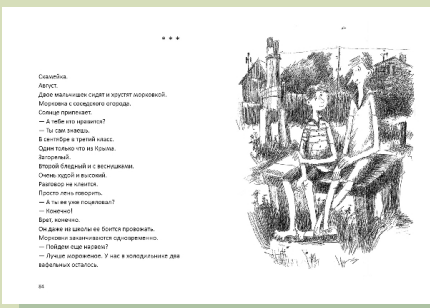 * * *
Скамейка.
Август.
Двое мальчишек сидят и хрустят морковкой.
Морковка с соседского огорода.
Солнце припекает.
— А тебе кто нравится?
— Ты сам знаешь.
В сентябре в третий класс.
Один только что из Крыма.
Загорелый.
Второй бледный и с веснушками.
Очень худой и высокий.
Разговор не клеится.
Просто лень говорить.
— А ты ее уже поцеловал?
— Конечно!
Врет, конечно.
Он даже из школы ее боится провожать.
Морковки заканчиваются одновременно.
— Пойдем еще нарвем?
— Лучше мороженое. У нас в холодильнике два
вафельных осталось.